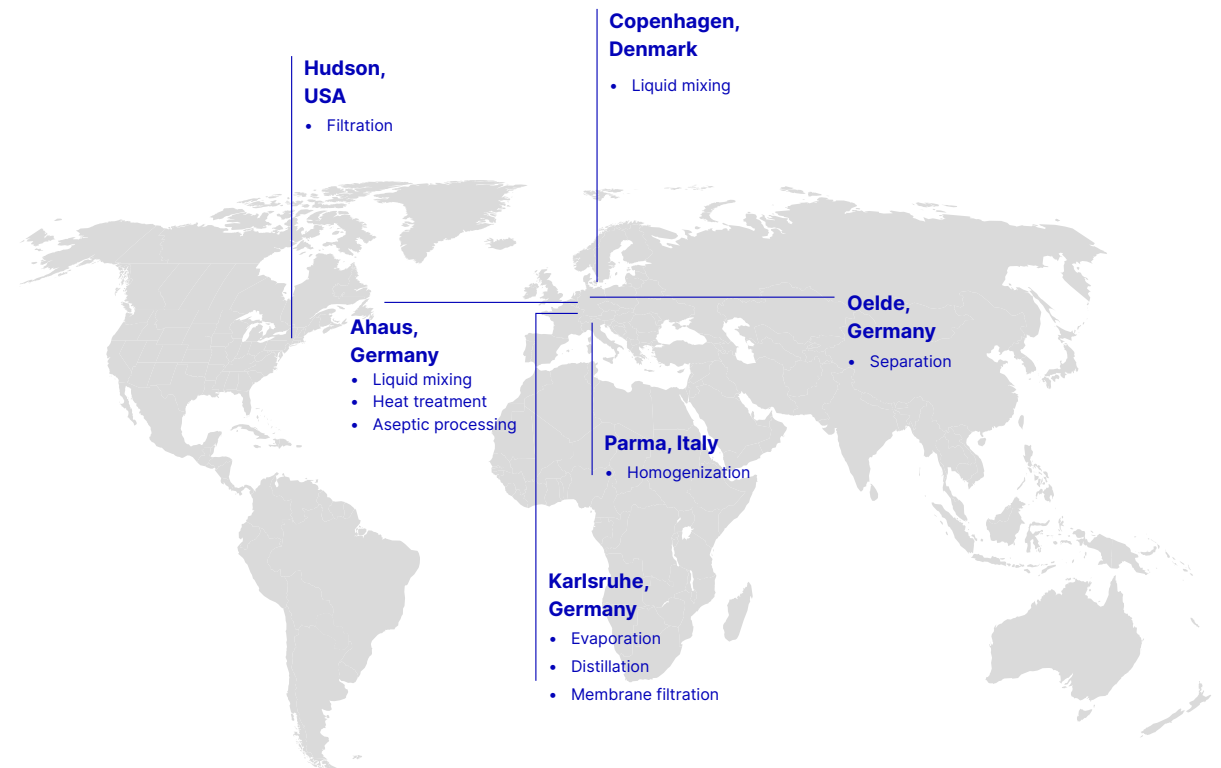 Copenhagen,
Denmark
• Liquid mixing
Hudson,
USA
• Filtration
Ahaus,
Germany
• Liquid mixing
• Heat treatment
• Aseptic processing
Oelde,
Germany
• Separation
Parma, Italy
• Homogenization
Karlsruhe,
Germany
• Evaporation
• Distillation
• Membrane filtration